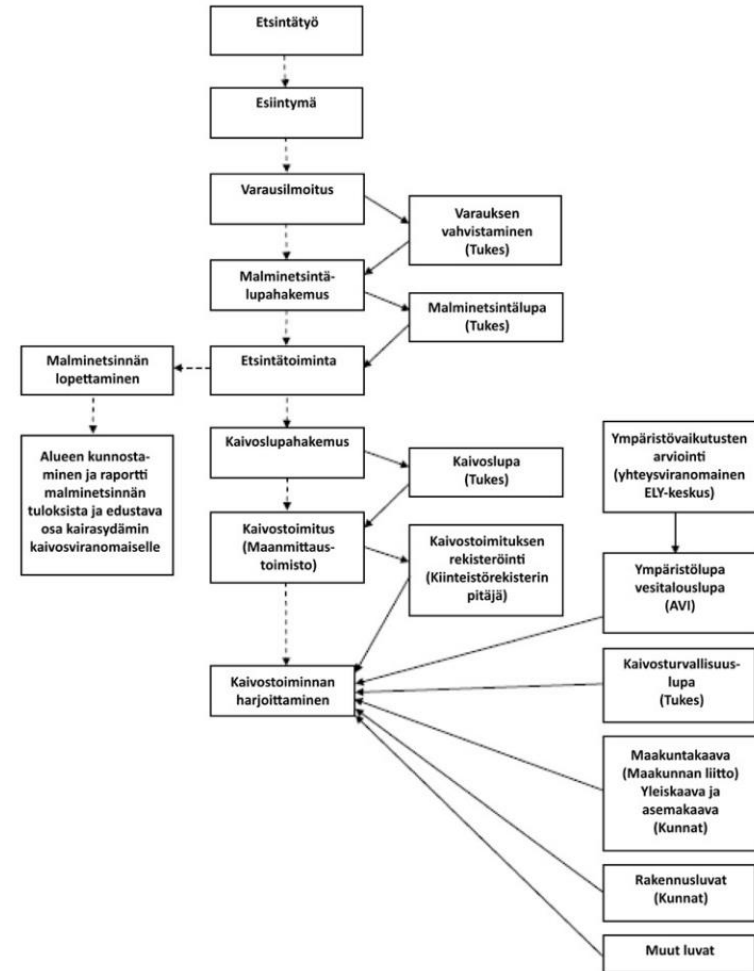 Etsintätyö
Esiintymä
Varausilmoitus
Varauksen
vahvistaminen
(Tukes)
Malminetsintä-
lupahakemus
Malminetsintälupa
(Tukes)
Etsintätoiminta
Malminetsinnän
lopettaminen
Alueen kunnosta-
minen ja raportti
malminetsinnän
tuloksista ja edustava
osa kairasydämin
kaivosviranomaiselle
Kaivoslupahakemus
Kaivoslupa
(Tukes)
Kaivostoimitus
(Maanmittaus-
toimisto)
Kaivostoimituksen
rekisteröinti
(Kiinteistörekisterin
pitäjä)
Kaivostoiminnan
harjoittaminen
Ympäristövaikutusten
arviointi
(yhteysviranomainen
ELY-keskus)
Ympäristölupa
vesitalouslupa
(AVI)
Kaivosturvallisuus-
lupa
(Tukes)
Maakuntakaava
(Maakunnan liitto)
Yleiskaava ja
asemakaava
(Kunnat)
Rakennusluvat
(Kunnat)
Muut luvat